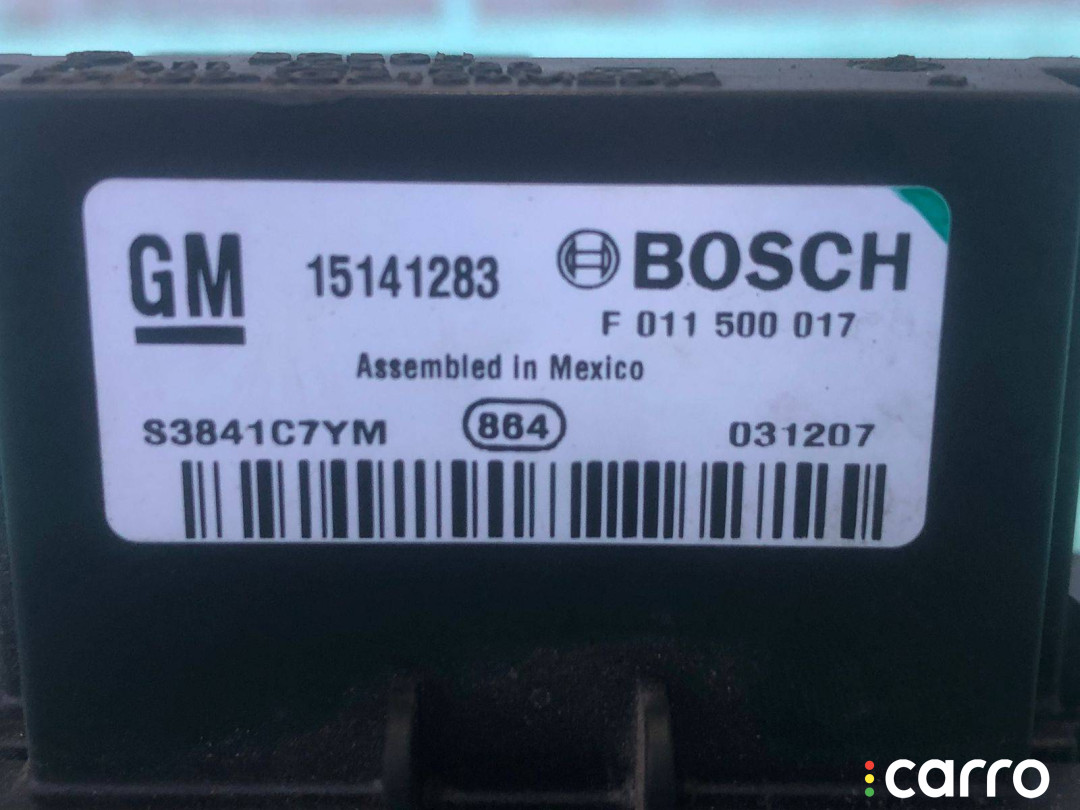 GM 15141283 BOSCH
F 011 500 017
Assembled in Mexico
S3841C7YM 864 031207
carro